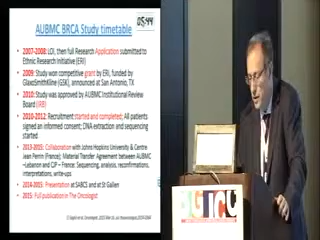 AUBMC BRCA Study timetable
05:44
• 2007-2008: LOI, then full Research Application submitted to
Ethnic Research Initiative (ERI)
• 2009: Study won competitive grant by ERI, funded by
GlaxoSmithKline (GSK), announced at San Antonio, TX
• 2010: Study was approved by AUBMC Institutional Review
Board (IRB)
• 2010-2012: Recruitment started and completed; All patients
signed an informed consent; DNA extraction and sequencing
started
• 2013-2015: Collaboration with Johns Hopkins University & Centre
Jean Perrin (France); Material Transfer Agreement between AUBMC
–Lebanon and CJP – France; Sequencing, analysis, reconfirmations,
interpretations, write-ups
• 2014-2015: Presentation at SABCS and at St Gallen
• 2015: Full publication in The Oncologist